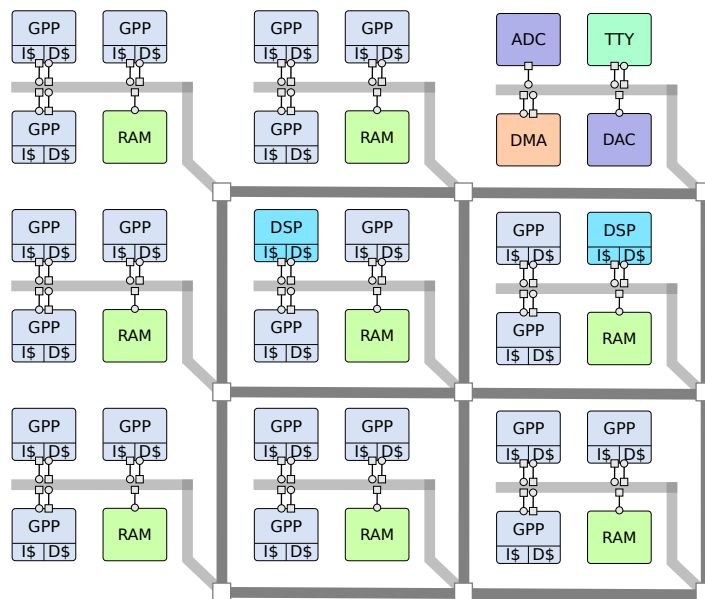 GPP GPP
I$ D$ I$ D$
GPP RAM
I$ D$
GPP GPP
I$ D$ I$ D$
GPP RAM
I$ D$
ADC TTY
DMA DAC
GPP GPP
I$ D$ I$ D$
GPP RAM
I$ D$
DSP GPP
I$ D$ I$ D$
GPP RAM
I$ D$
GPP DSP
I$ D$ I$ D$
GPP RAM
I$ D$
GPP GPP
I$ D$ I$ D$
GPP RAM
I$ D$
GPP GPP
I$ D$ I$ D$
GPP RAM
I$ D$
GPP GPP
I$ D$ I$ D$
GPP RAM
I$ D$